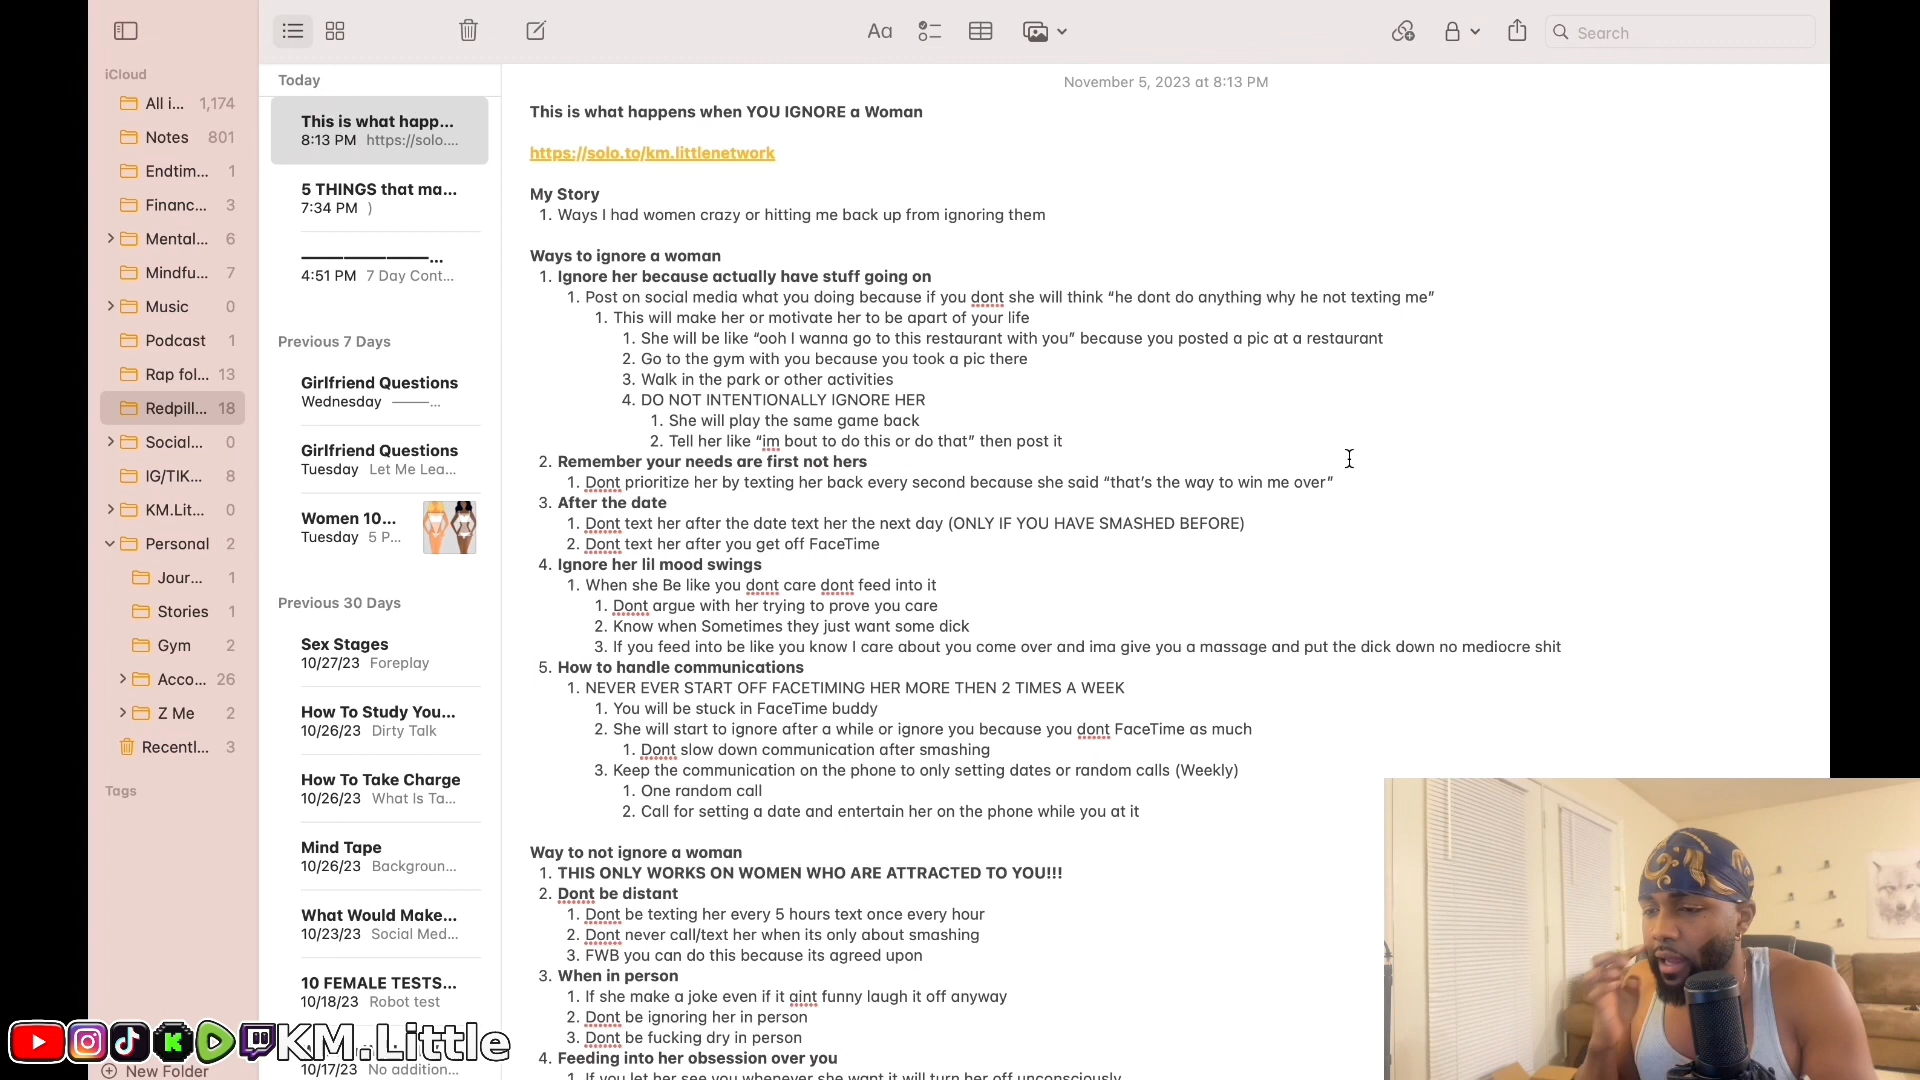 iCloud
All i... 1,174
Notes 801
Endtim... 1
Financ... 3
Mental... 6
Mindfu... 7
Music 0
Podcast 1
Rap fol... 13
Redpill... 18
Social... 0
IG/TIK... 8
KM.Lit... 0
Personal 2
Jour... 1
Stories 1
Gym 2
Acco... 26
Z Me 2
Recentl... 3
Tags
New Folder
Today
This is what happ...
8:13 PM https://solo....
5 THINGS that ma...
7:34 PM )
———————————...
4:51 PM 7 Day Cont...
Previous 7 Days
Girlfriend Questions
Wednesday ———...
Girlfriend Questions
Tuesday Let Me Lea...
Women 10...
Tuesday 5 P...
Previous 30 Days
Sex Stages
10/27/23 Foreplay
How To Study You...
10/26/23 Dirty Talk
How To Take Charge
10/26/23 What Is Ta...
Mind Tape
10/26/23 Backgroun...
What Would Make...
10/23/23 Social Med...
10 FEMALE TESTS...
10/18/23 Robot test
10/17/23 No addition...
Aa
Search
November 5, 2023 at 8:13 PM
This is what happens when YOU IGNORE a Woman
https://solo.to/km.littlenetwork
My Story
1. Ways I had women crazy or hitting me back up from ignoring them
Ways to ignore a woman
1. Ignore her because actually have stuff going on
1. Post on social media what you doing because if you dont she will think “he dont do anything why he not texting me”
1. This will make her or motivate her to be apart of your life
1. She will be like “ooh I wanna go to this restaurant with you” because you posted a pic at a restaurant
2. Go to the gym with you because you took a pic there
3. Walk in the park or other activities
4. DO NOT INTENTIONALLY IGNORE HER
1. She will play the same game back
2. Tell her like “im bout to do this or do that” then post it
2. Remember your needs are first not hers
1. Dont prioritize her by texting her back every second because she said “that’s the way to win me over”
3. After the date
1. Dont text her after the date text her the next day (ONLY IF YOU HAVE SMASHED BEFORE)
2. Dont text her after you get off FaceTime
4. Ignore her lil mood swings
1. When she Be like you dont care dont feed into it
1. Dont argue with her trying to prove you care
2. Know when Sometimes they just want some dick
3. If you feed into be like you know I care about you come over and ima give you a massage and put the dick down no mediocre shit
5. How to handle communications
1. NEVER EVER START OFF FACETIMING HER MORE THEN 2 TIMES A WEEK
1. You will be stuck in FaceTime buddy
2. She will start to ignore after a while or ignore you because you dont FaceTime as much
1. Dont slow down communication after smashing
3. Keep the communication on the phone to only setting dates or random calls (Weekly)
1. One random call
2. Call for setting a date and entertain her on the phone while you at it
Way to not ignore a woman
1. THIS ONLY WORKS ON WOMEN WHO ARE ATTRACTED TO YOU!!!
2. Dont be distant
1. Dont be texting her every 5 hours text once every hour
2. Dont never call/text her when its only about smashing
3. FWB you can do this because its agreed upon
3. When in person
1. If she make a joke even if it aint funny laugh it off anyway
2. Dont be ignoring her in person
3. Dont be fucking dry in person
4. Feeding into her obsession over you
1. If you let her see you whenever she want it will turn her off unconsciously
KM.Little